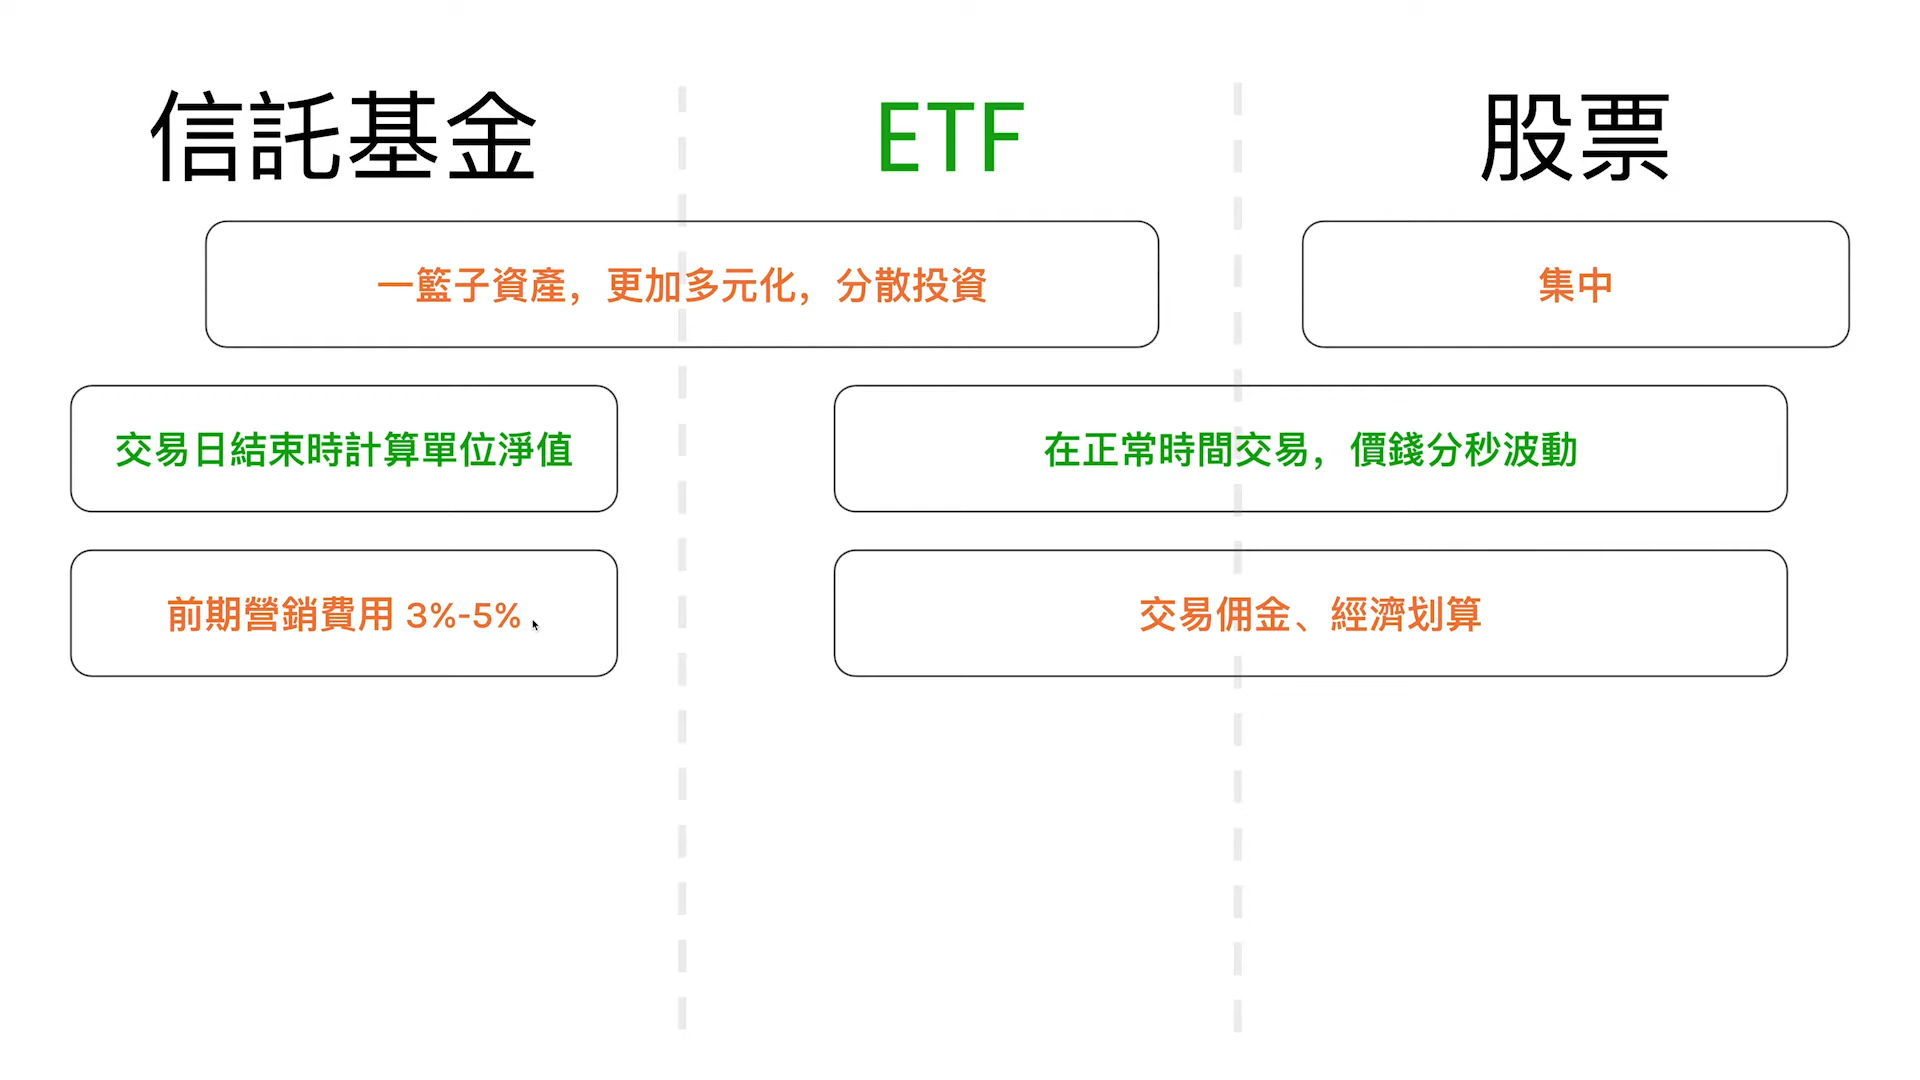 信託基金
ETF
股票
一籃子資產，更加多元化，分散投資
集中
交易日結束時計算單位淨值
在正常時間交易，價錢分秒波動
前期營銷費用 3%-5%
交易佣金、經濟划算